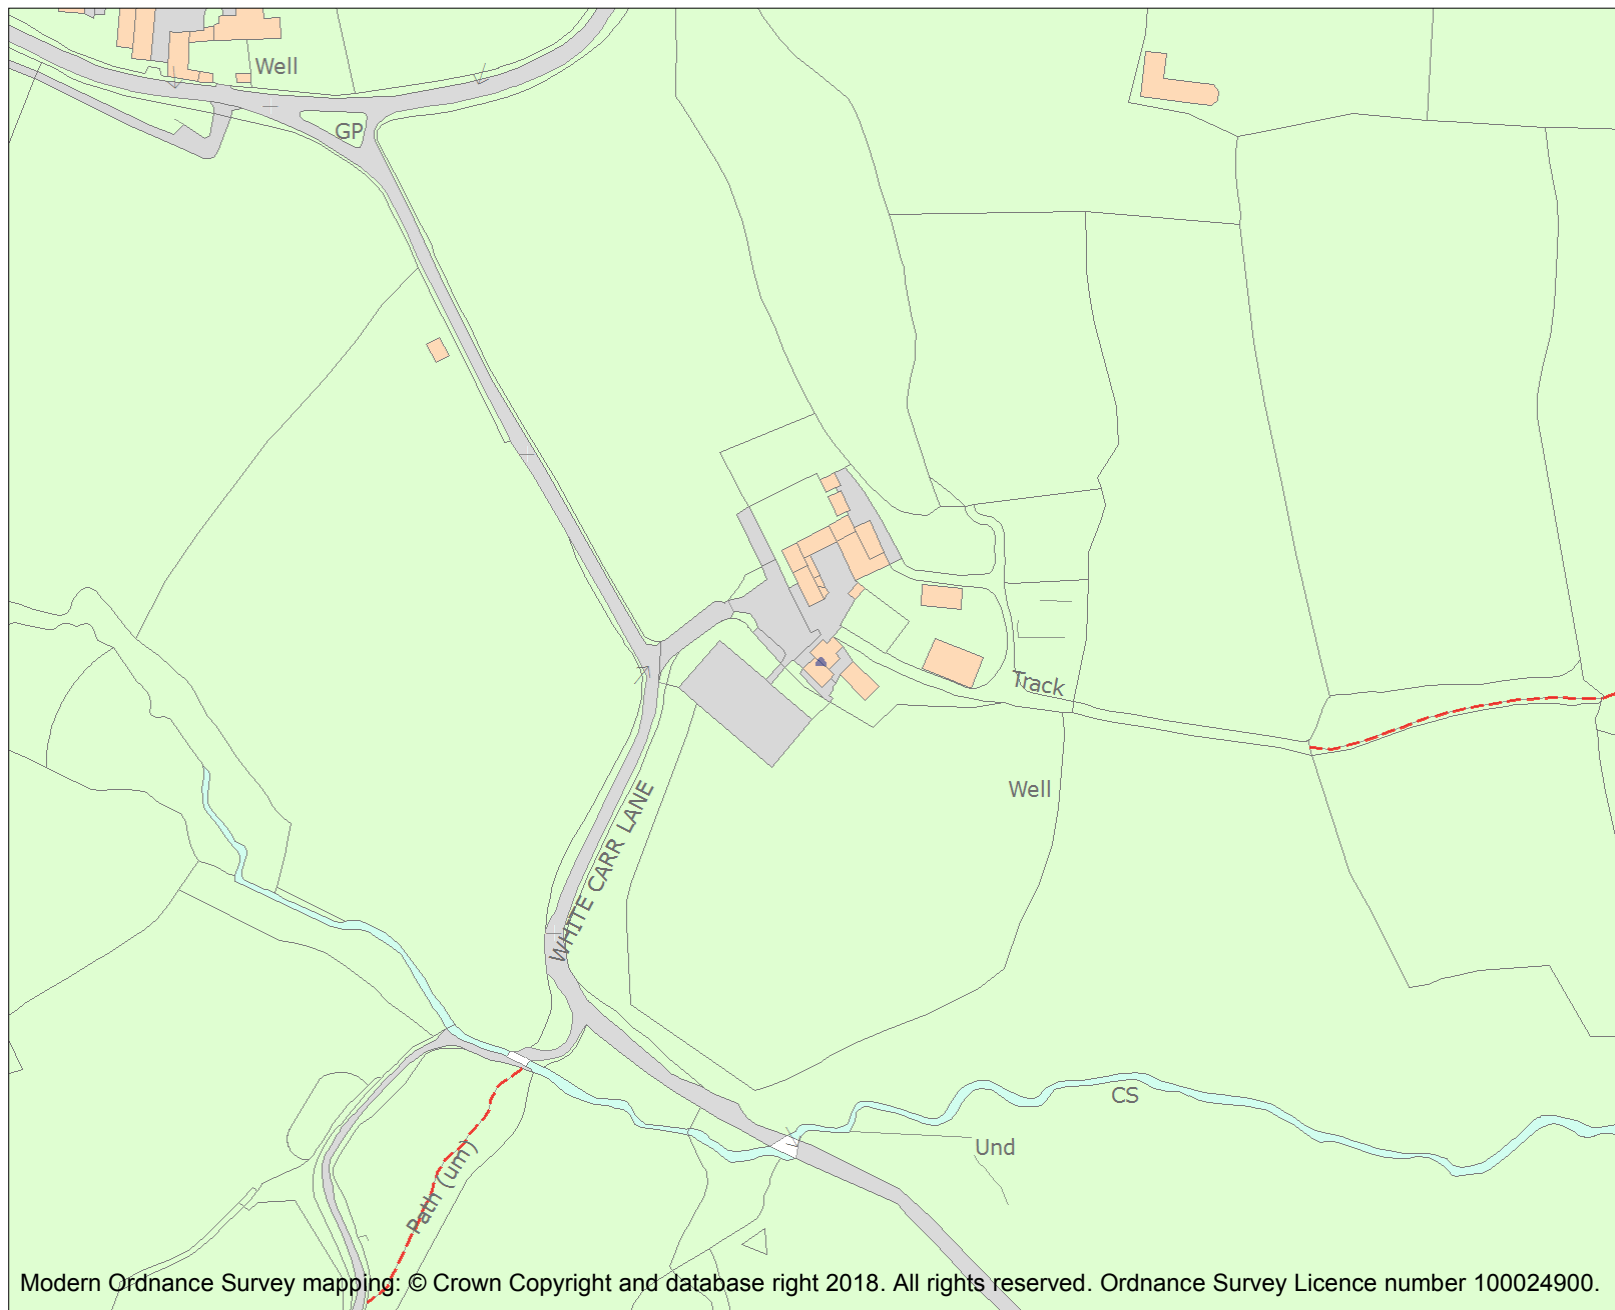 Well
GP
Track
Well
WHITE CARR LANE
CS
Und
Path (um)
Modern Ordnance Survey mapping: © Crown Copyright and database right 2018. All rights reserved. Ordnance Survey Licence number 100024900.